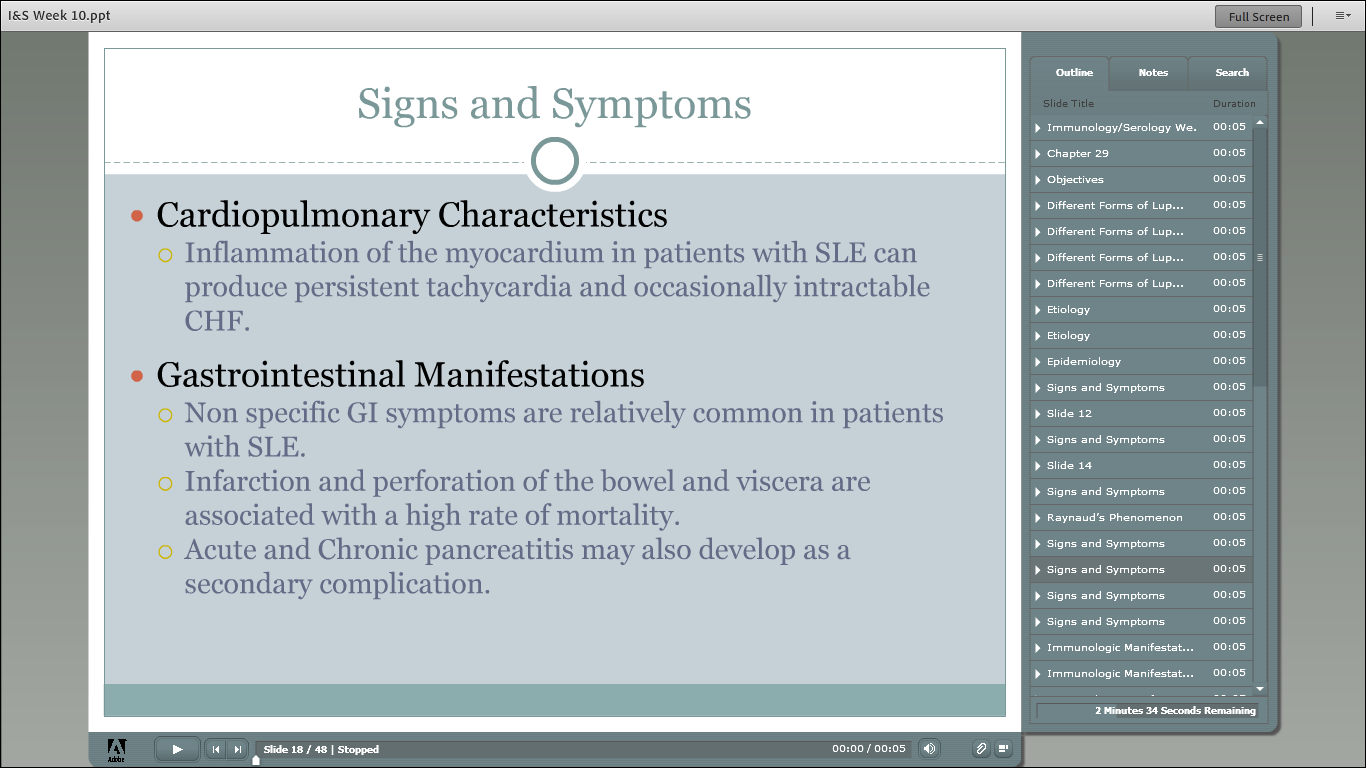 I&S Week 10.ppt
Full Screen
Signs and Symptoms
Cardiopulmonary Characteristics
Inflammation of the myocardium in patients with SLE can
produce persistent tachycardia and occasionally intractable
CHF.
Gastrointestinal Manifestations
Non specific GI symptoms are relatively common in patients
with SLE.
Infarction and perforation of the bowel and viscera are
associated with a high rate of mortality.
Acute and Chronic pancreatitis may also develop as a
secondary complication.
Outline Notes Search
Slide Title Duration
Immunology/Serology We. 00:05
Chapter 29 00:05
Objectives 00:05
Different Forms of Lup... 00:05
Different Forms of Lup... 00:05
Different Forms of Lup... 00:05
Different Forms of Lup... 00:05
Etiology 00:05
Etiology 00:05
Epidemiology 00:05
Signs and Symptoms 00:05
Slide 12 00:05
Signs and Symptoms 00:05
Slide 14 00:05
Signs and Symptoms 00:05
Raynaud’s Phenomenon 00:05
Signs and Symptoms 00:05
Signs and Symptoms 00:05
Signs and Symptoms 00:05
Signs and Symptoms 00:05
Immunologic Manifestat... 00:05
Immunologic Manifestat... 00:05
2 Minutes 34 Seconds Remaining
Adobe
Slide 18 / 48 | Stopped
00:00 / 00:05